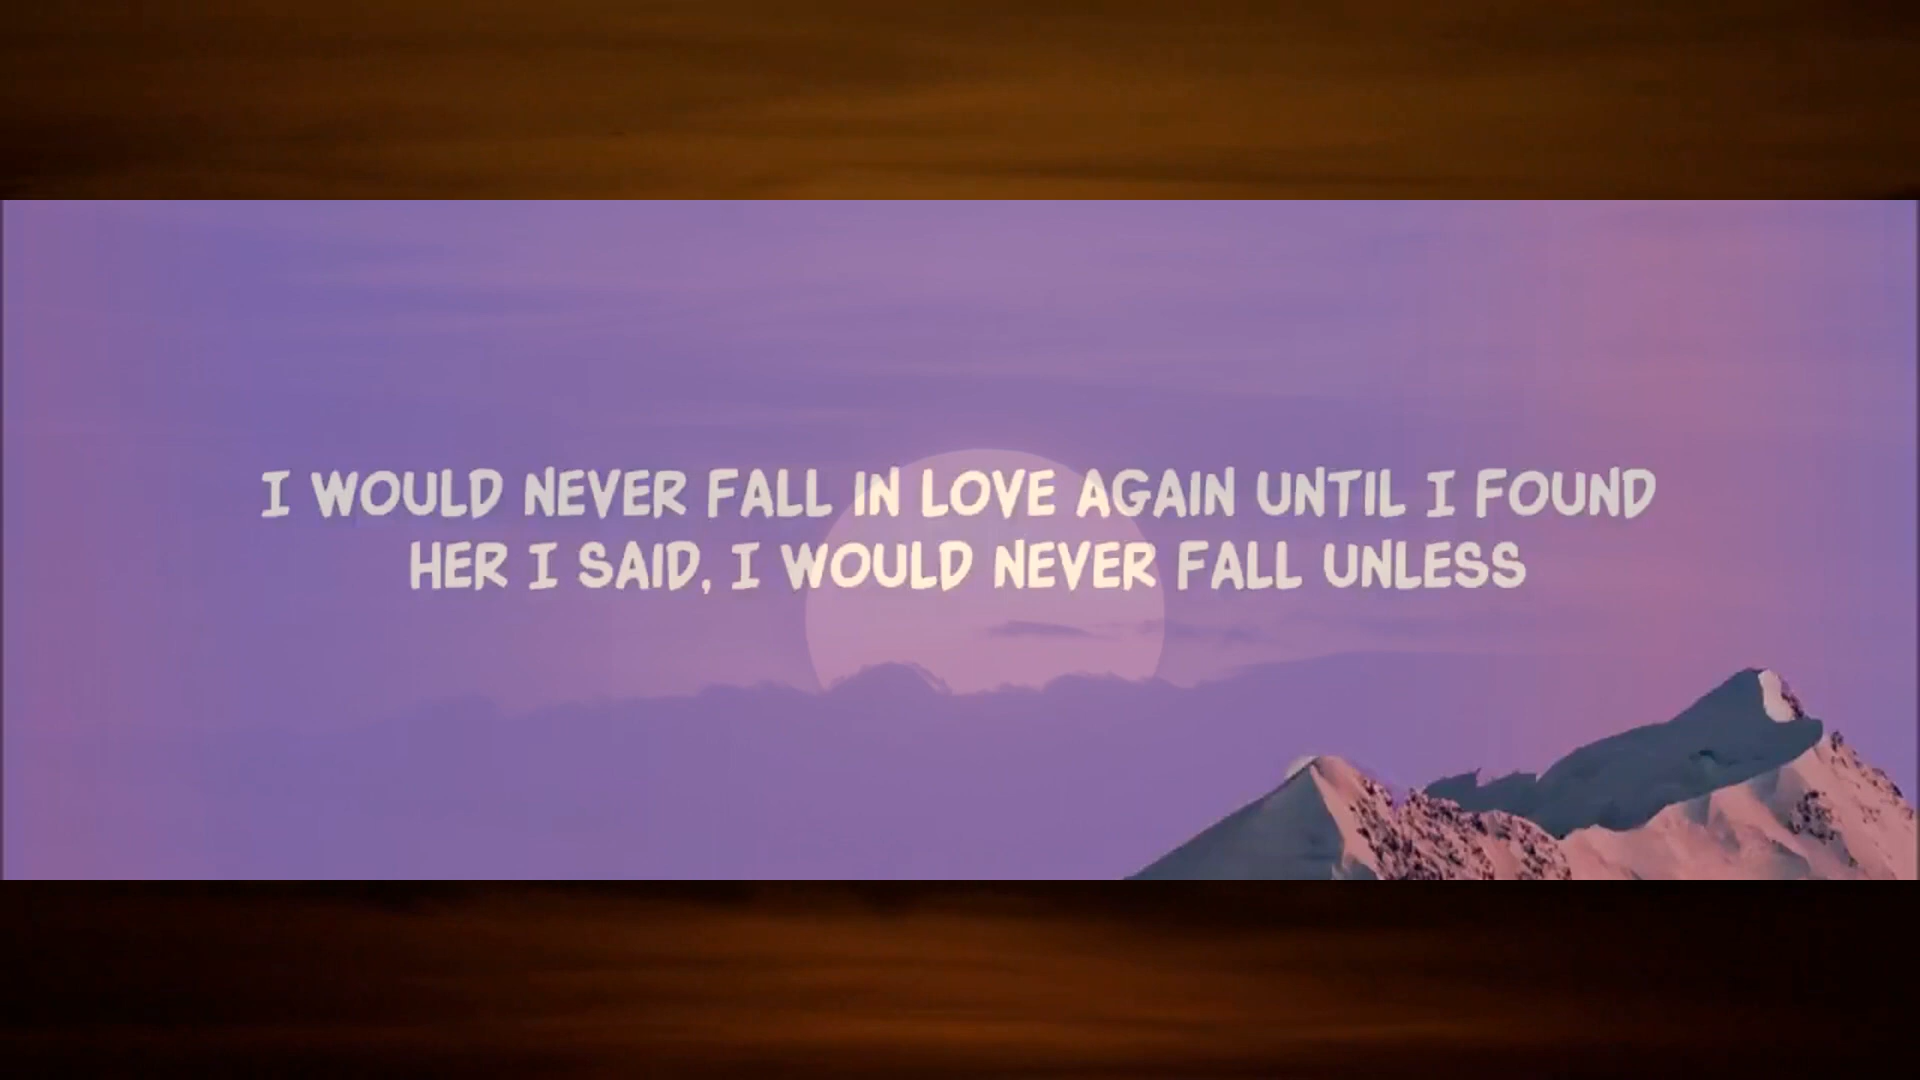 I WOULD NEVER FALL IN LOVE AGAIN UNTIL I FOUND
HER I SAID, I WOULD NEVER FALL UNLESS